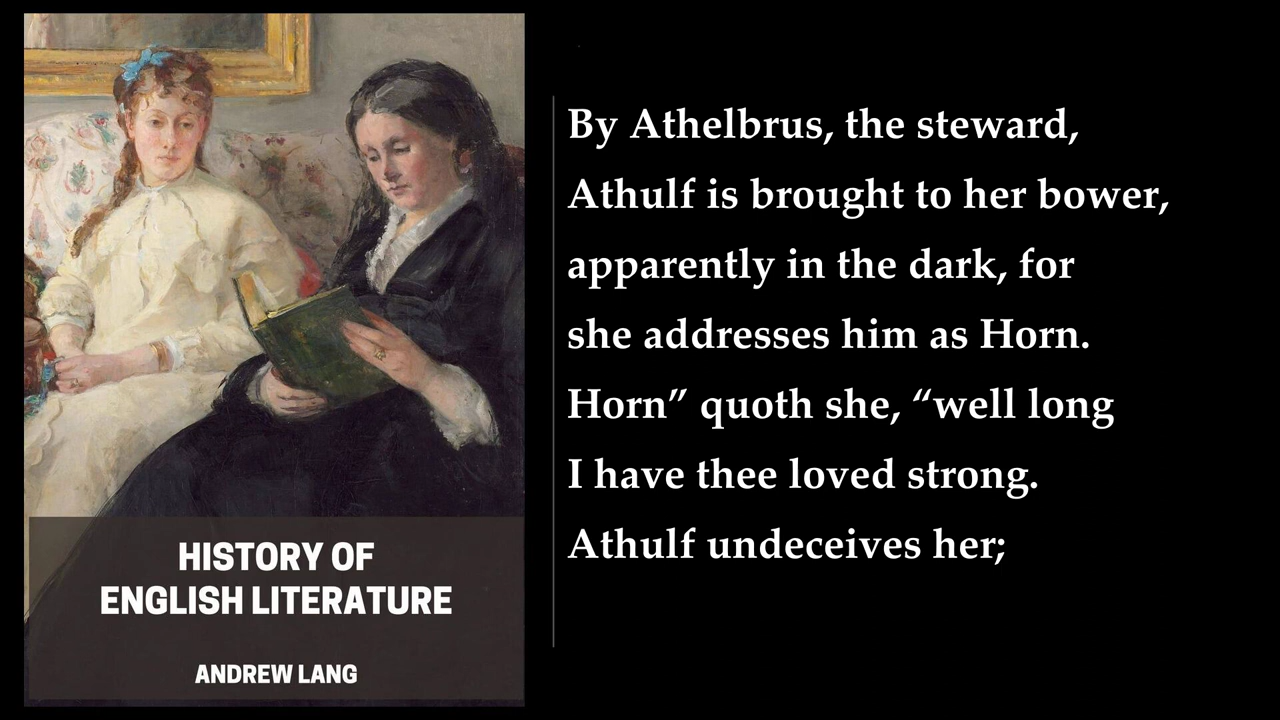 HISTORY OF
ENGLISH LITERATURE
ANDREW LANG
By Athelbrus, the steward,
Athulf is brought to her bower,
apparently in the dark, for
she addresses him as Horn.
Horn” quoth she, “well long
I have thee loved strong.
Athulf undeceives her;